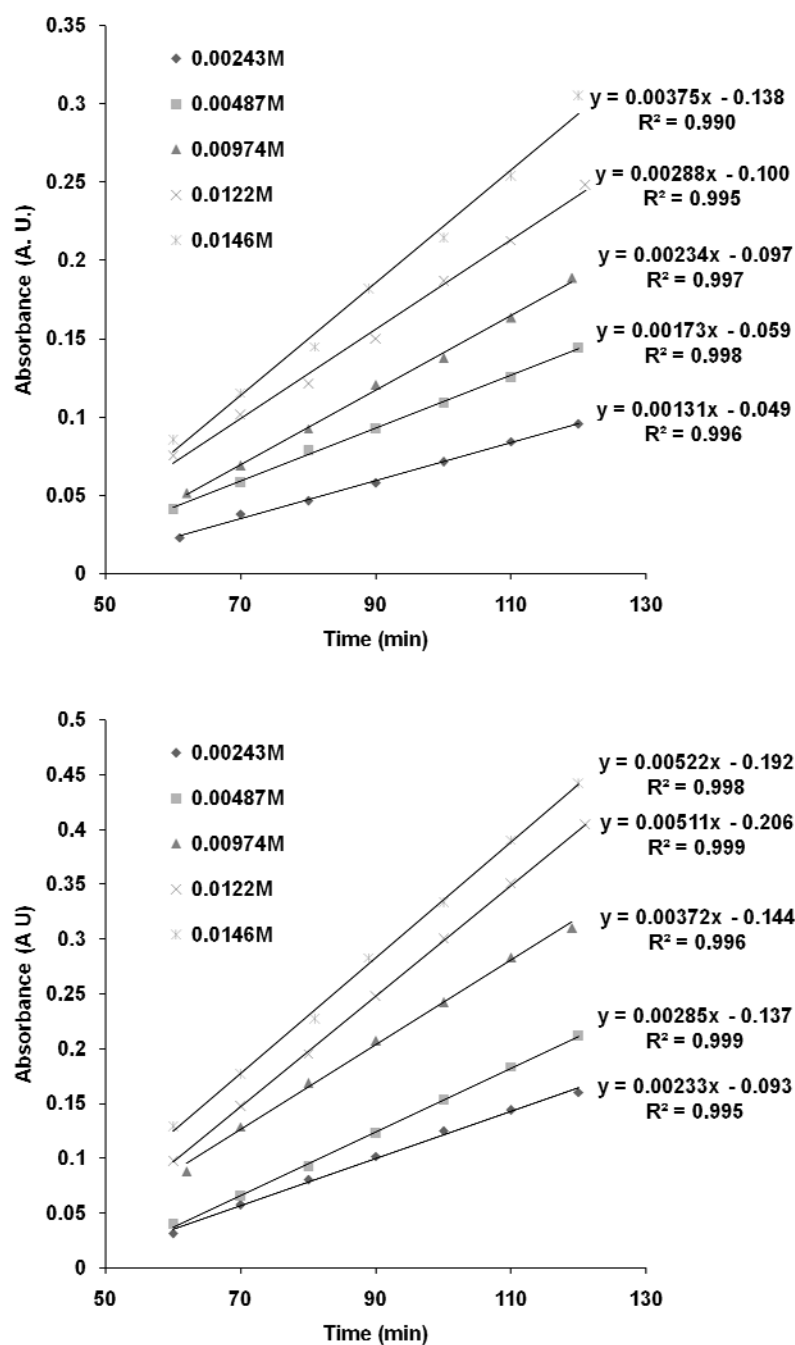 0.35
0.3
0.25
0.2
0.15
0.1
0.05
0
Absorbance (A. U.)
0.00243M
0.00487M
0.00974M
0.0122M
0.0146M
y = 0.00375x - 0.138
R² = 0.990
y = 0.00288x - 0.100
R² = 0.995
y = 0.00234x - 0.097
R² = 0.997
y = 0.00173x - 0.059
R² = 0.998
y = 0.00131x - 0.049
R² = 0.996
50 70 90 110 130
Time (min)
0.5
0.45
0.4
0.35
0.3
0.25
0.2
0.15
0.1
0.05
0
Absorbance (A U)
0.00243M
0.00487M
0.00974M
0.0122M
0.0146M
y = 0.00522x - 0.192
R² = 0.998
y = 0.00511x - 0.206
R² = 0.999
y = 0.00372x - 0.144
R² = 0.996
y = 0.00285x - 0.137
R² = 0.999
y = 0.00233x - 0.093
R² = 0.995
50 70 90 110 130
Time (min)